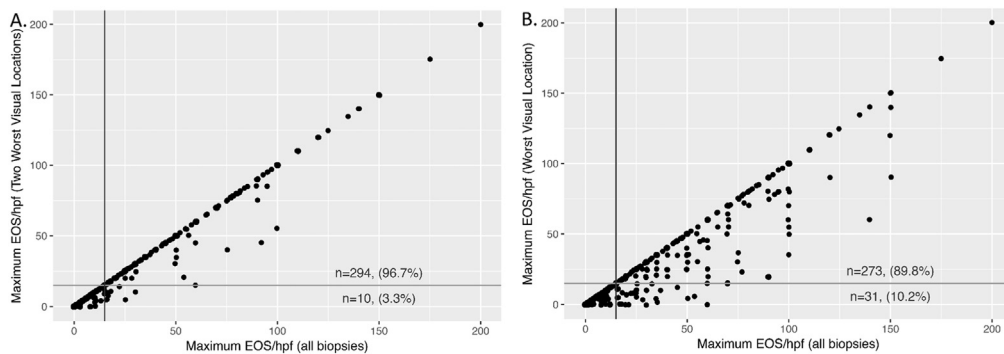 A.
Maximum EOS/hpf (Two Worst Visual Locations)
200
150
100
50
0
n=294, (96.7%)
n=10, (3.3%)
0 50 100 150 200
Maximum EOS/hpf (all biopsies)
B.
Maximum EOS/hpf (Worst Visual Location)
200
150
100
50
0
n=273, (89.8%)
n=31, (10.2%)
0 50 100 150 200
Maximum EOS/hpf (all biopsies)